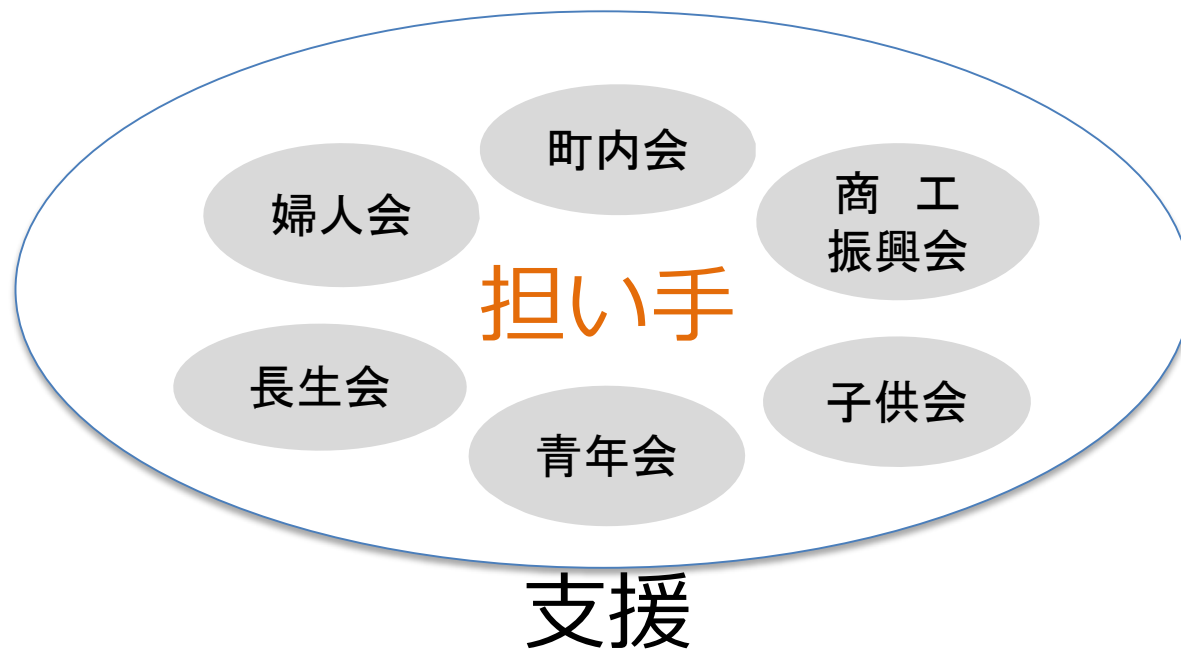 町内会
婦人会
商　工
振興会
担い手
長生会
子供会
青年会
支援